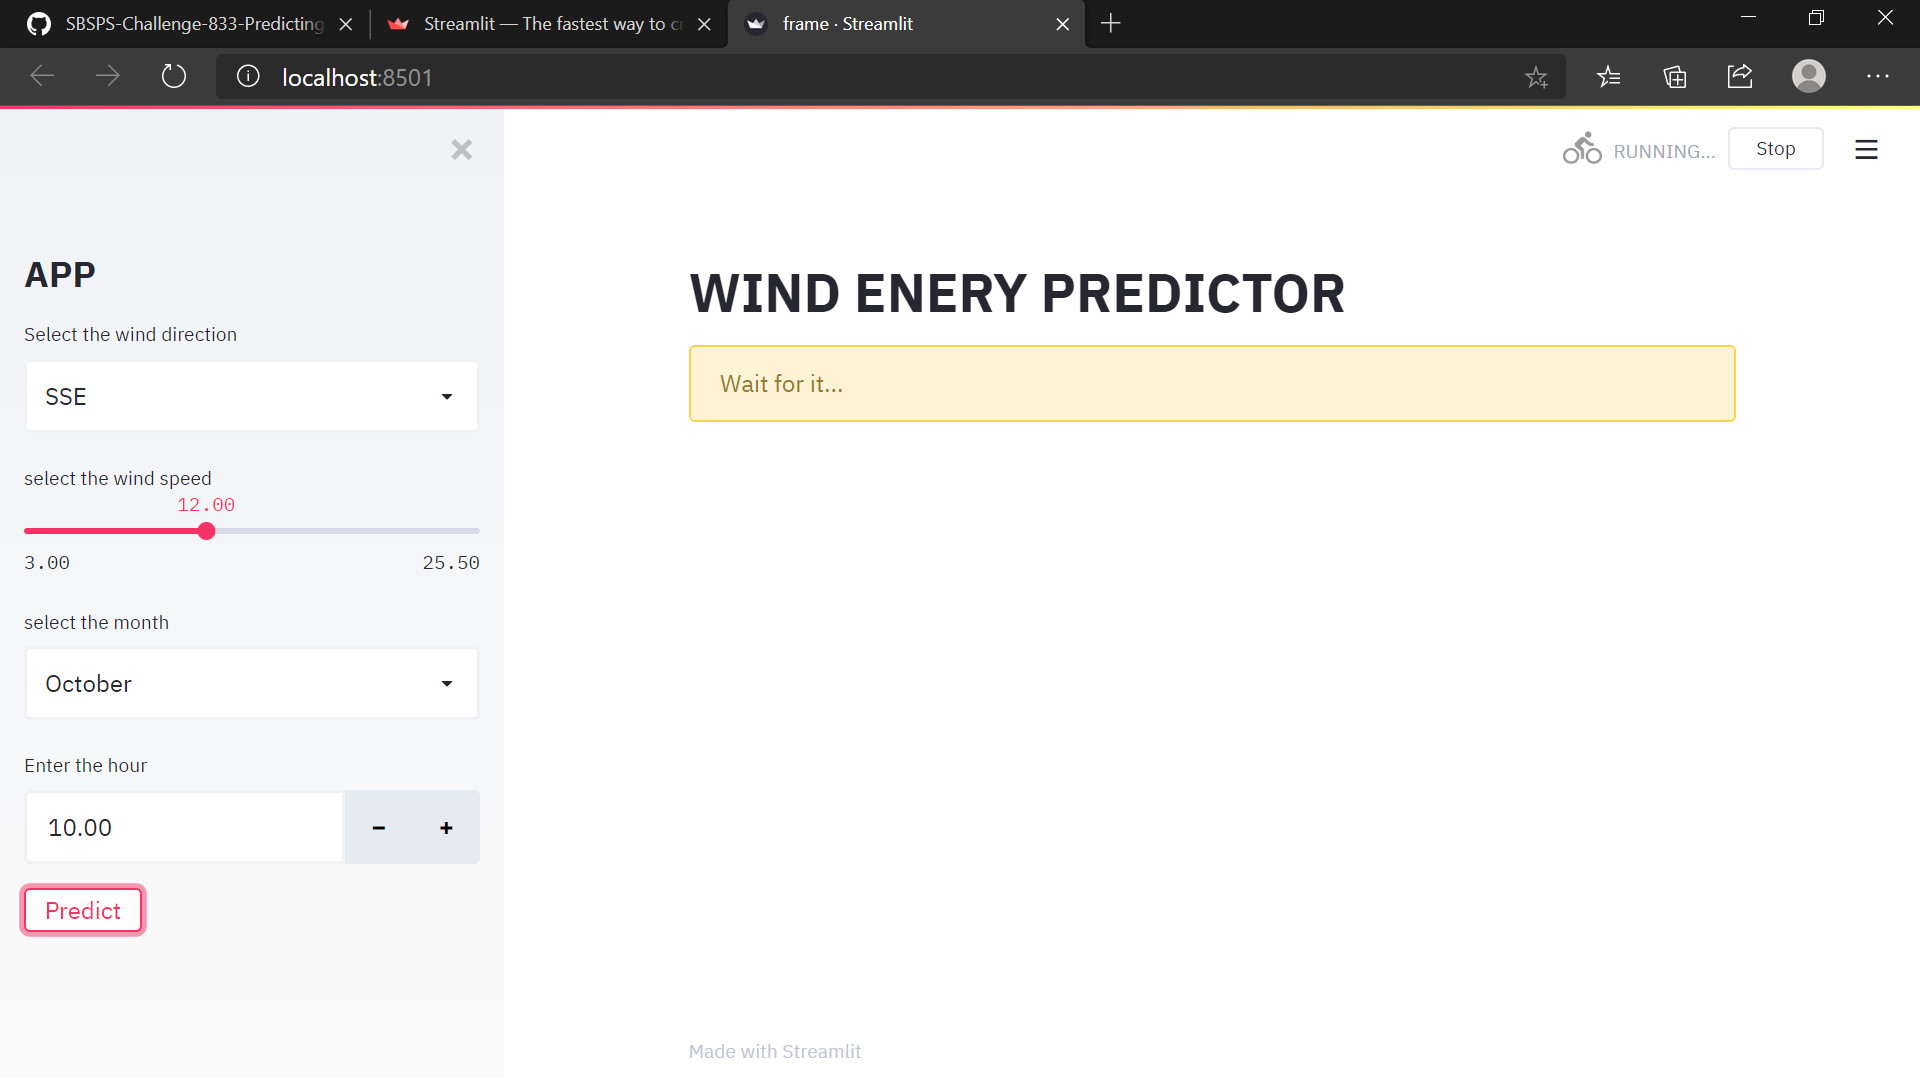 SBSPS-Challenge-833-Predicting
Streamlit — The fastest way to cr
frame · Streamlit
localhost:8501
RUNNING...
Stop
APP
Select the wind direction
SSE
select the wind speed
12.00
3.00
25.50
select the month
October
Enter the hour
10.00
Predict
WIND ENERY PREDICTOR
Wait for it...
Made with Streamlit